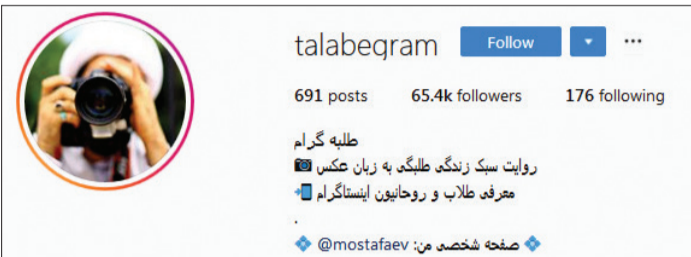 talabegram Follow ...
691 posts 65.4k followers 176 following
طلبه گرام
روایت سبک زندگی طلبگی به زبان عکس 📷
معرفی طلاب و روحانیون اینستاگرام 📲
.
💠 صفحه شخصی من: @mostafaev 💠